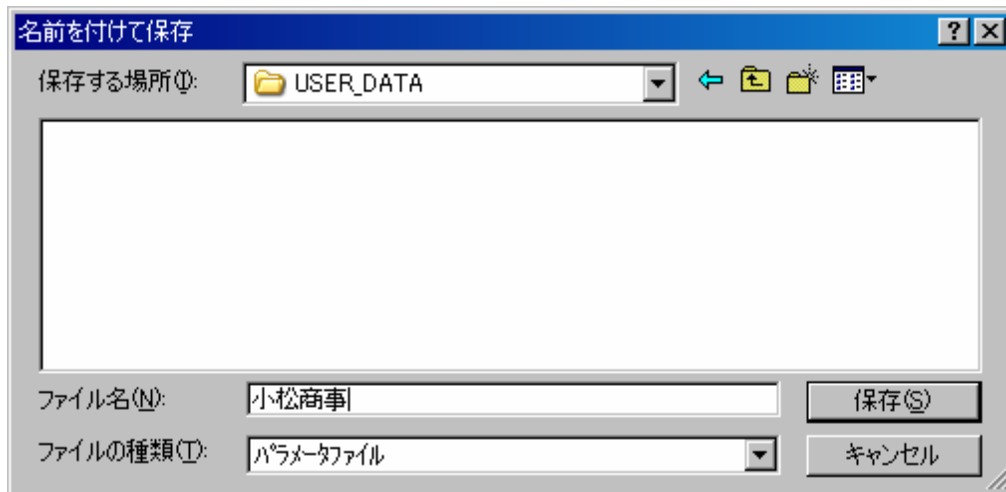 名前を付けて保存
保存する場所(I): USER_DATA
ファイル名(N): 小松商事 保存(S)
ファイルの種類(T): パラメータファイル キャンセル